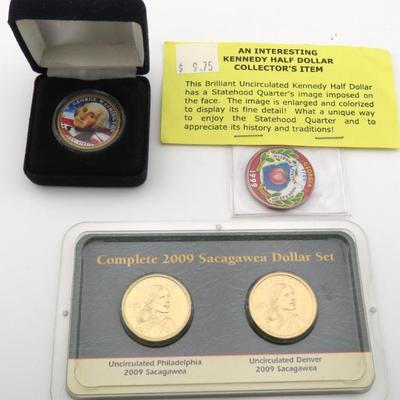 $ 9.75
AN INTERESTING
KENNEDY HALF DOLLAR
COLLECTOR'S ITEM
This Brilliant Uncirculated Kennedy Half Dollar
has a Statehood Quarter's image imposed on
the face. The image is enlarged and colorized
to display its fine detail! What a unique way
to enjoy the Statehood Quarter and to
appreciate its history and traditions!
GEORGE WASHINGTON
GEORGIA
1999
Complete 2009 Sacagawea Dollar Set
Uncirculated Philadelphia
2009 Sacagawea
Uncirculated Denver
2009 Sacagawea